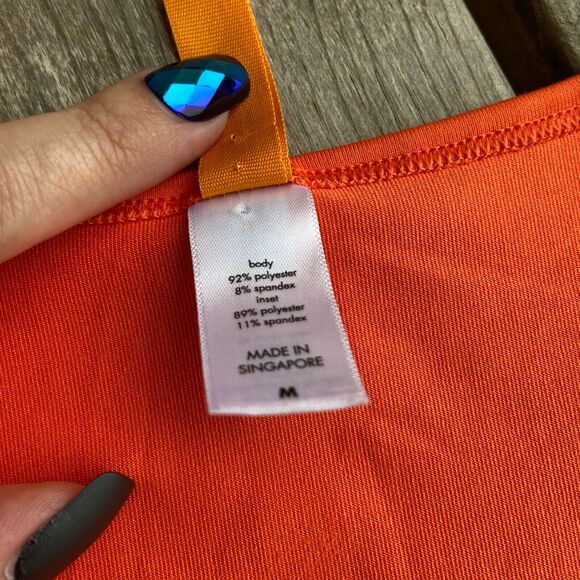 body
92% polyester
8% spandex
inset
89% polyester
11% spandex
MADE IN
SINGAPORE
M